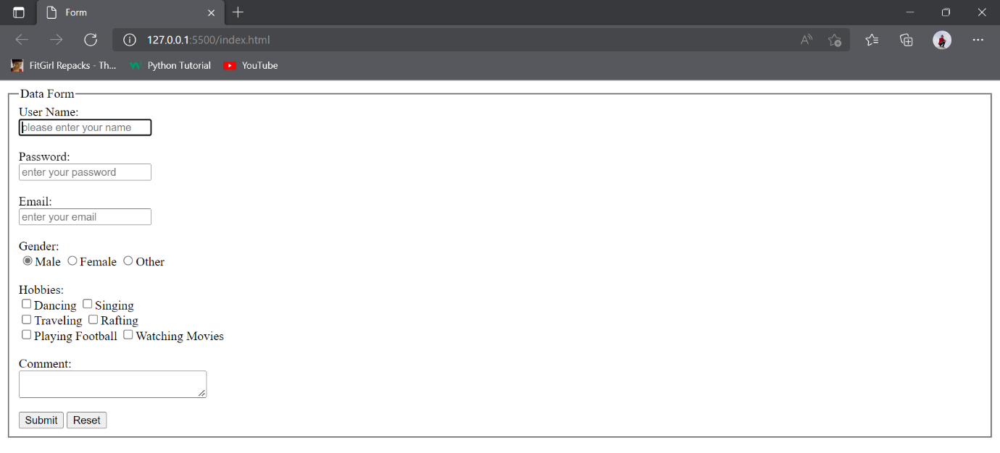 Form
127.0.0.1:5500/index.html
FitGirl Repacks - Th... Python Tutorial YouTube
Data Form
User Name:
please enter your name
Password:
enter your password
Email:
enter your email
Gender:
Male Female Other
Hobbies:
Dancing Singing
Traveling Rafting
Playing Football Watching Movies
Comment:
Submit Reset